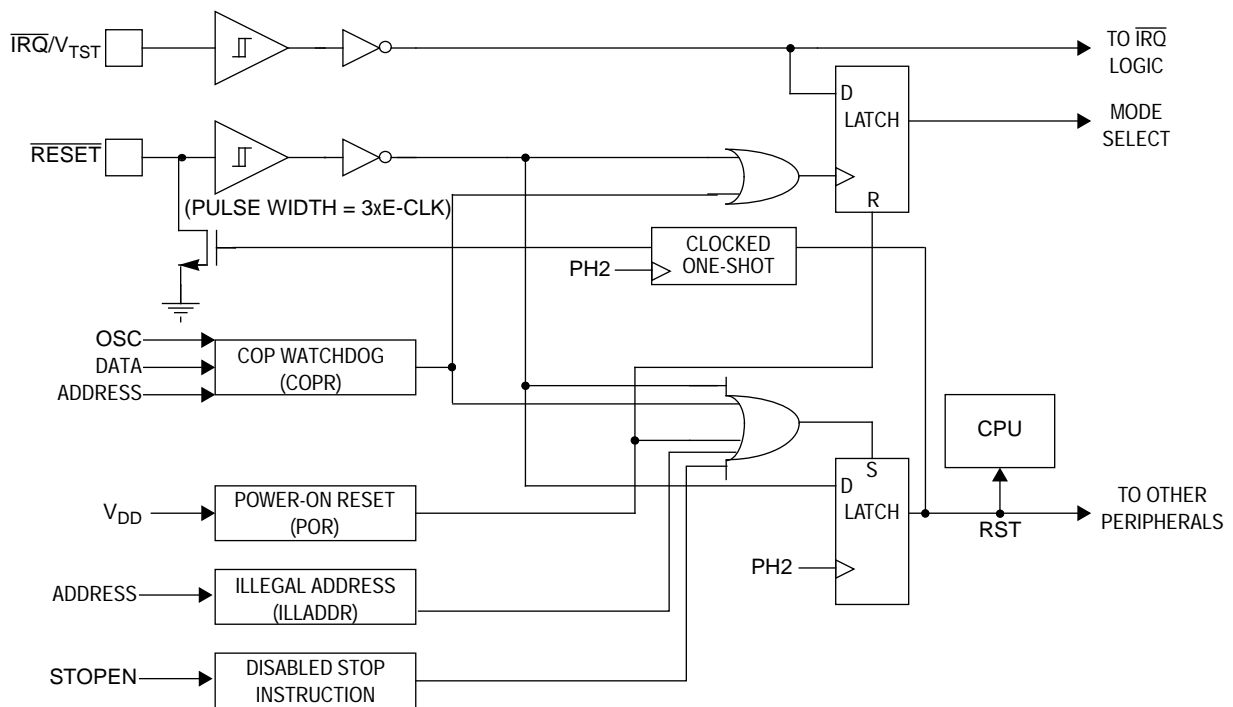 IRQ/VTST
TO IRQ
LOGIC
D
LATCH
MODE
SELECT
RESET
R
(PULSE WIDTH = 3xE-CLK)
CLOCKED
ONE-SHOT
PH2
OSC
DATA
ADDRESS
COP WATCHDOG
(COPR)
CPU
S
D
LATCH
VDD
POWER-ON RESET
(POR)
RST
TO OTHER
PERIPHERALS
PH2
ADDRESS
ILLEGAL ADDRESS
(ILLADDR)
STOPEN
DISABLED STOP
INSTRUCTION